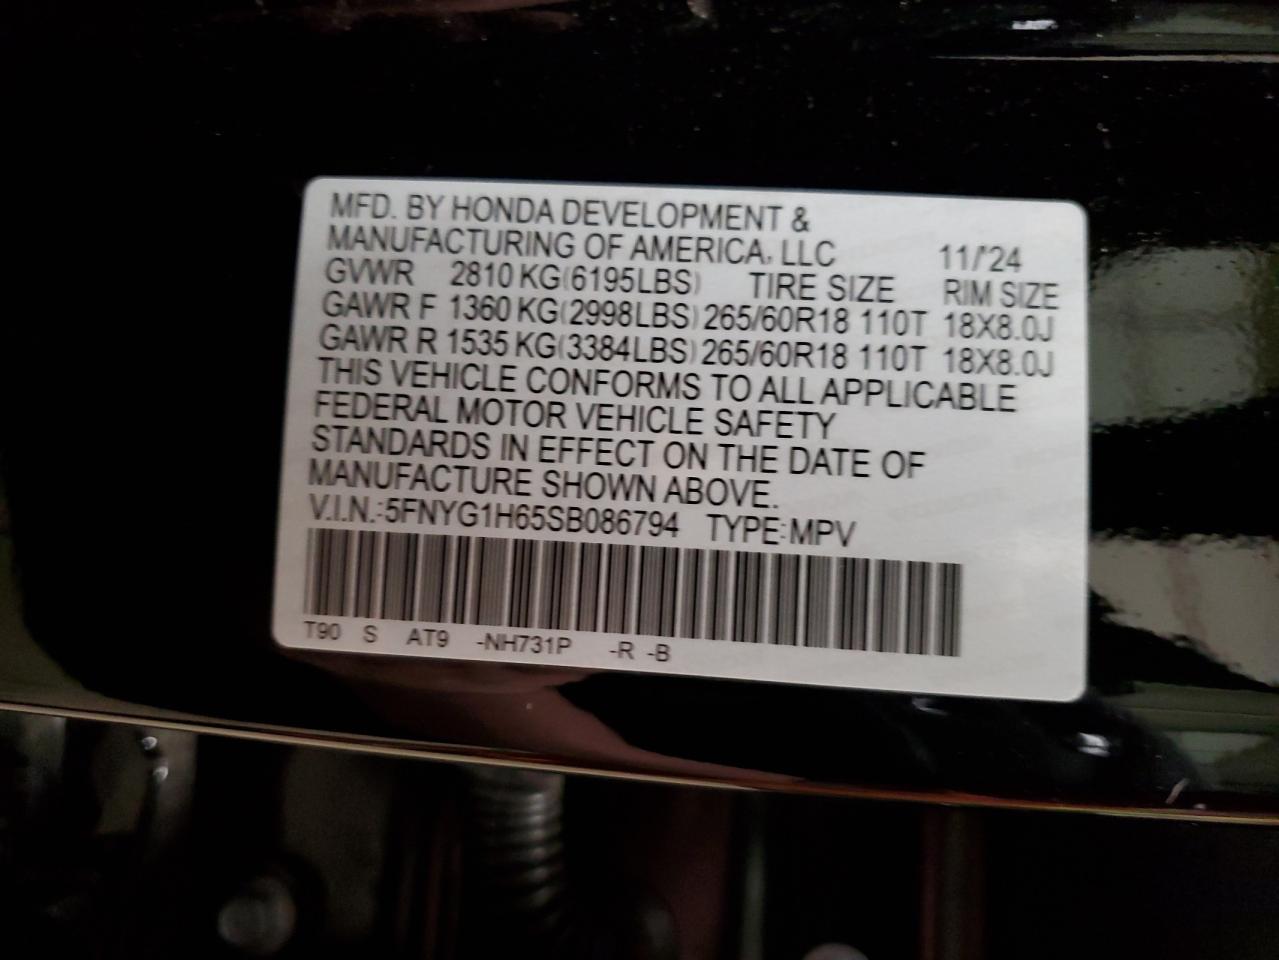 MFD. BY HONDA DEVELOPMENT &
MANUFACTURING OF AMERICA, LLC 11/'24
GVWR 2810 KG(6195LBS) TIRE SIZE RIM SIZE
GAWR F 1360 KG(2998LBS) 265/60R18 110T 18X8.0J
GAWR R 1535 KG(3384LBS) 265/60R18 110T 18X8.0J
THIS VEHICLE CONFORMS TO ALL APPLICABLE
FEDERAL MOTOR VEHICLE SAFETY
STANDARDS IN EFFECT ON THE DATE OF
MANUFACTURE SHOWN ABOVE.
V.I.N.:5FNYG1H65SB086794 TYPE:MPV
T90 S AT9 -NH731P -R -B